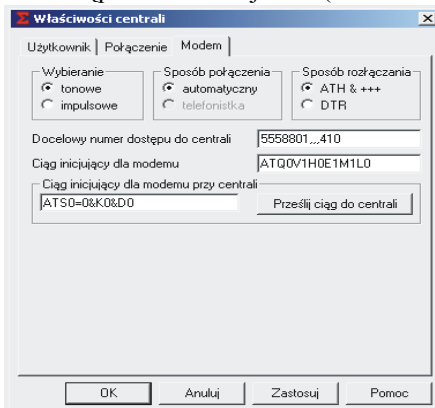 Właściwości centrali
Użytkownik Połączenie Modem
Wybieranie Sposób połączenia Sposób rozłączania
tonowe automatyczny ATH & +++
impulsowe telefonistka DTR
Docelowy numer dostępu do centrali 5558801,,,410
Ciąg inicjujący dla modemu ATQ0V1H0E1M1L0
Ciąg inicjujący dla modemu przy centrali
ATS0=0&K0&D0 Prześlij ciąg do centrali
OK Anuluj Zastosuj Pomoc